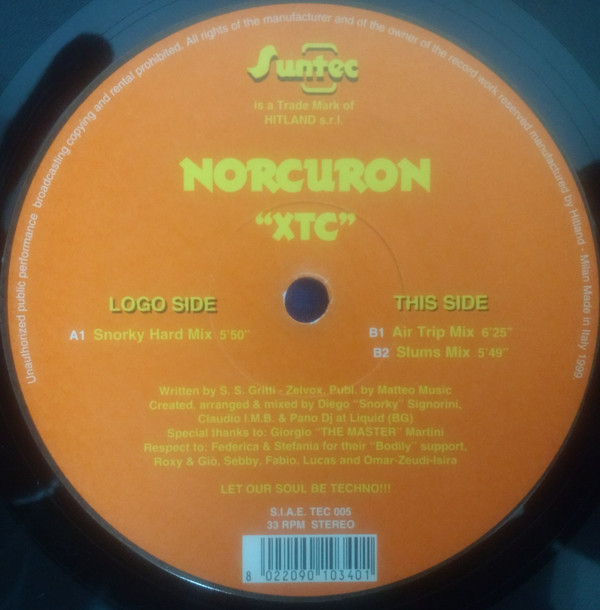 Unauthorized public performance broadcasting copying and rental prohibited. All rights of the manufacturer and of the owner of the record work reserved manufactured by Hitland - Milan Made in Italy 1999.
Suntec
is a Trade Mark of
HITLAND s.r.l.
NORCURON
“XTC”
LOGO SIDE
A1 Snorky Hard Mix 5'50"
THIS SIDE
B1 Air Trip Mix 6'25"
B2 Slums Mix 5'49"
Written by S. S. Gritti - Zelvox, Publ. by Matteo Music
Created, arranged & mixed by Diego "Snorky" Signorini,
Claudio I.M.B. & Pano Dj at Liquid (BG)
Special thanks to: Giorgio "THE MASTER" Martini
Respect to: Federica & Stefania for their "Bodily" support,
Roxy & Giò, Sebby, Fabio, Lucas and Omar-Zeudi-Isira
LET OUR SOUL BE TECHNO!!!
S.I.A.E. TEC 005
33 RPM STEREO
8 022090 103401